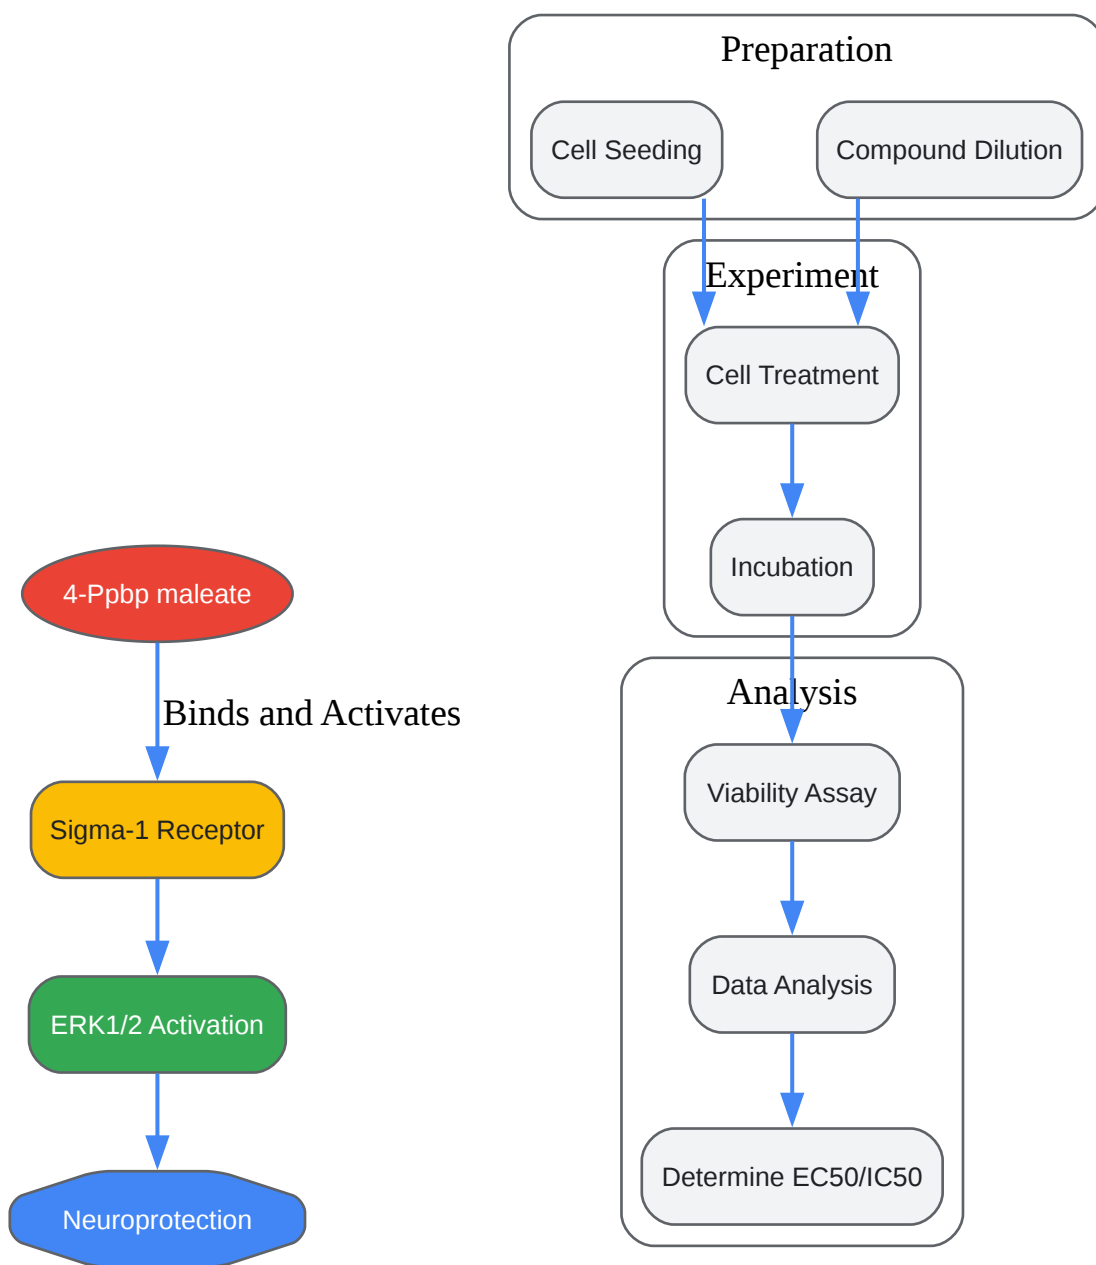 Preparation
Cell Seeding
Compound Dilution
Experiment
Cell Treatment
Incubation
4-Ppbp maleate
Binds and Activates
Analysis
Viability Assay
Sigma-1 Receptor
Data Analysis
ERK1/2 Activation
Determine EC50/IC50
Neuroprotection